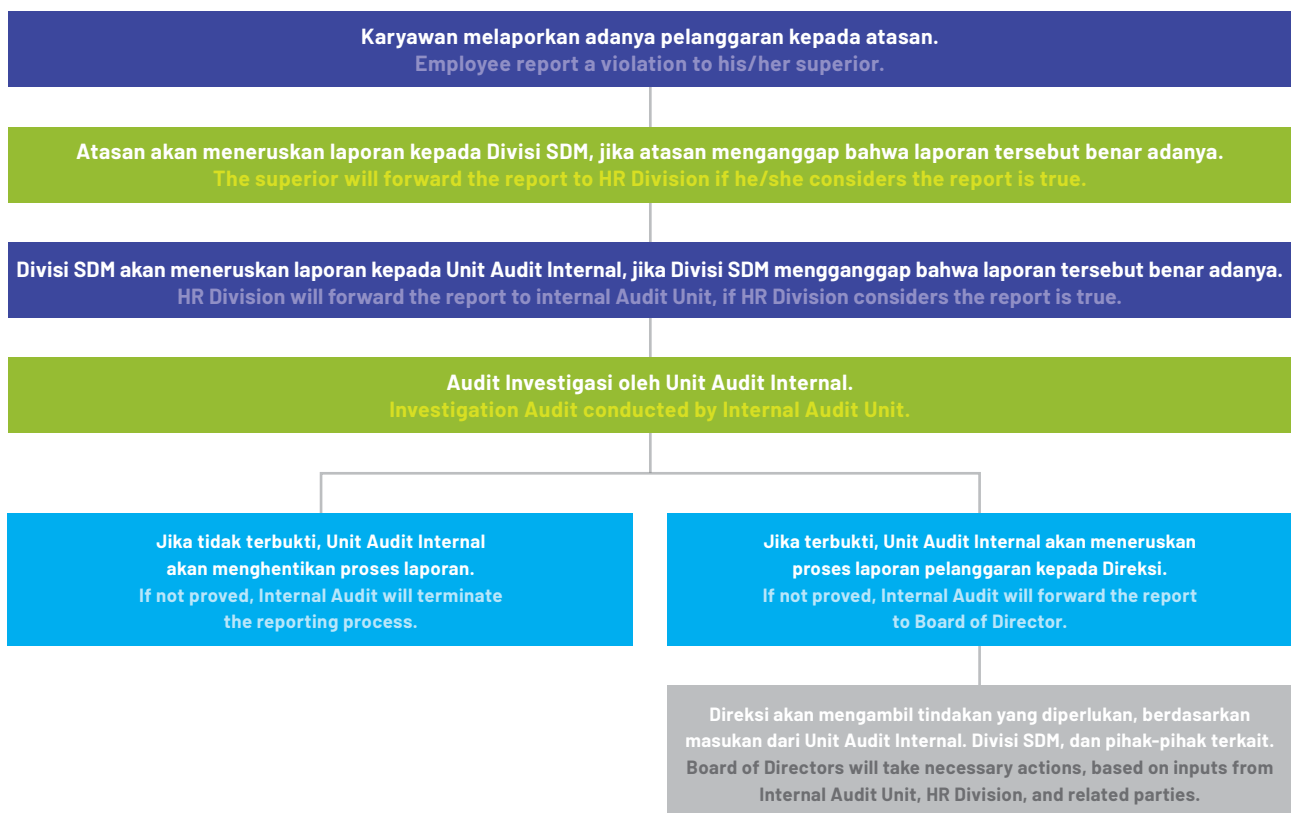 Karyawan melaporkan adanya pelanggaran kepada atasan.
Employee report a violation to his/her superior.
Atasan akan meneruskan laporan kepada Divisi SDM, jika atasan menganggap bahwa laporan tersebut benar adanya.
The superior will forward the report to HR Division if he/she considers the report is true.
Divisi SDM akan meneruskan laporan kepada Unit Audit Internal, jika Divisi SDM mengganggap bahwa laporan tersebut benar adanya.
HR Division will forward the report to internal Audit Unit, if HR Division considers the report is true.
Audit Investigasi oleh Unit Audit Internal.
Investigation Audit conducted by Internal Audit Unit.
Jika tidak terbukti, Unit Audit Internal
akan menghentikan proses laporan.
If not proved, Internal Audit will terminate
the reporting process.
Jika terbukti, Unit Audit Internal akan meneruskan
proses laporan pelanggaran kepada Direksi.
If not proved, Internal Audit will forward the report
to Board of Director.
Direksi akan mengambil tindakan yang diperlukan, berdasarkan
masukan dari Unit Audit Internal. Divisi SDM, dan pihak-pihak terkait.
Board of Directors will take necessary actions, based on inputs from
Internal Audit Unit, HR Division, and related parties.